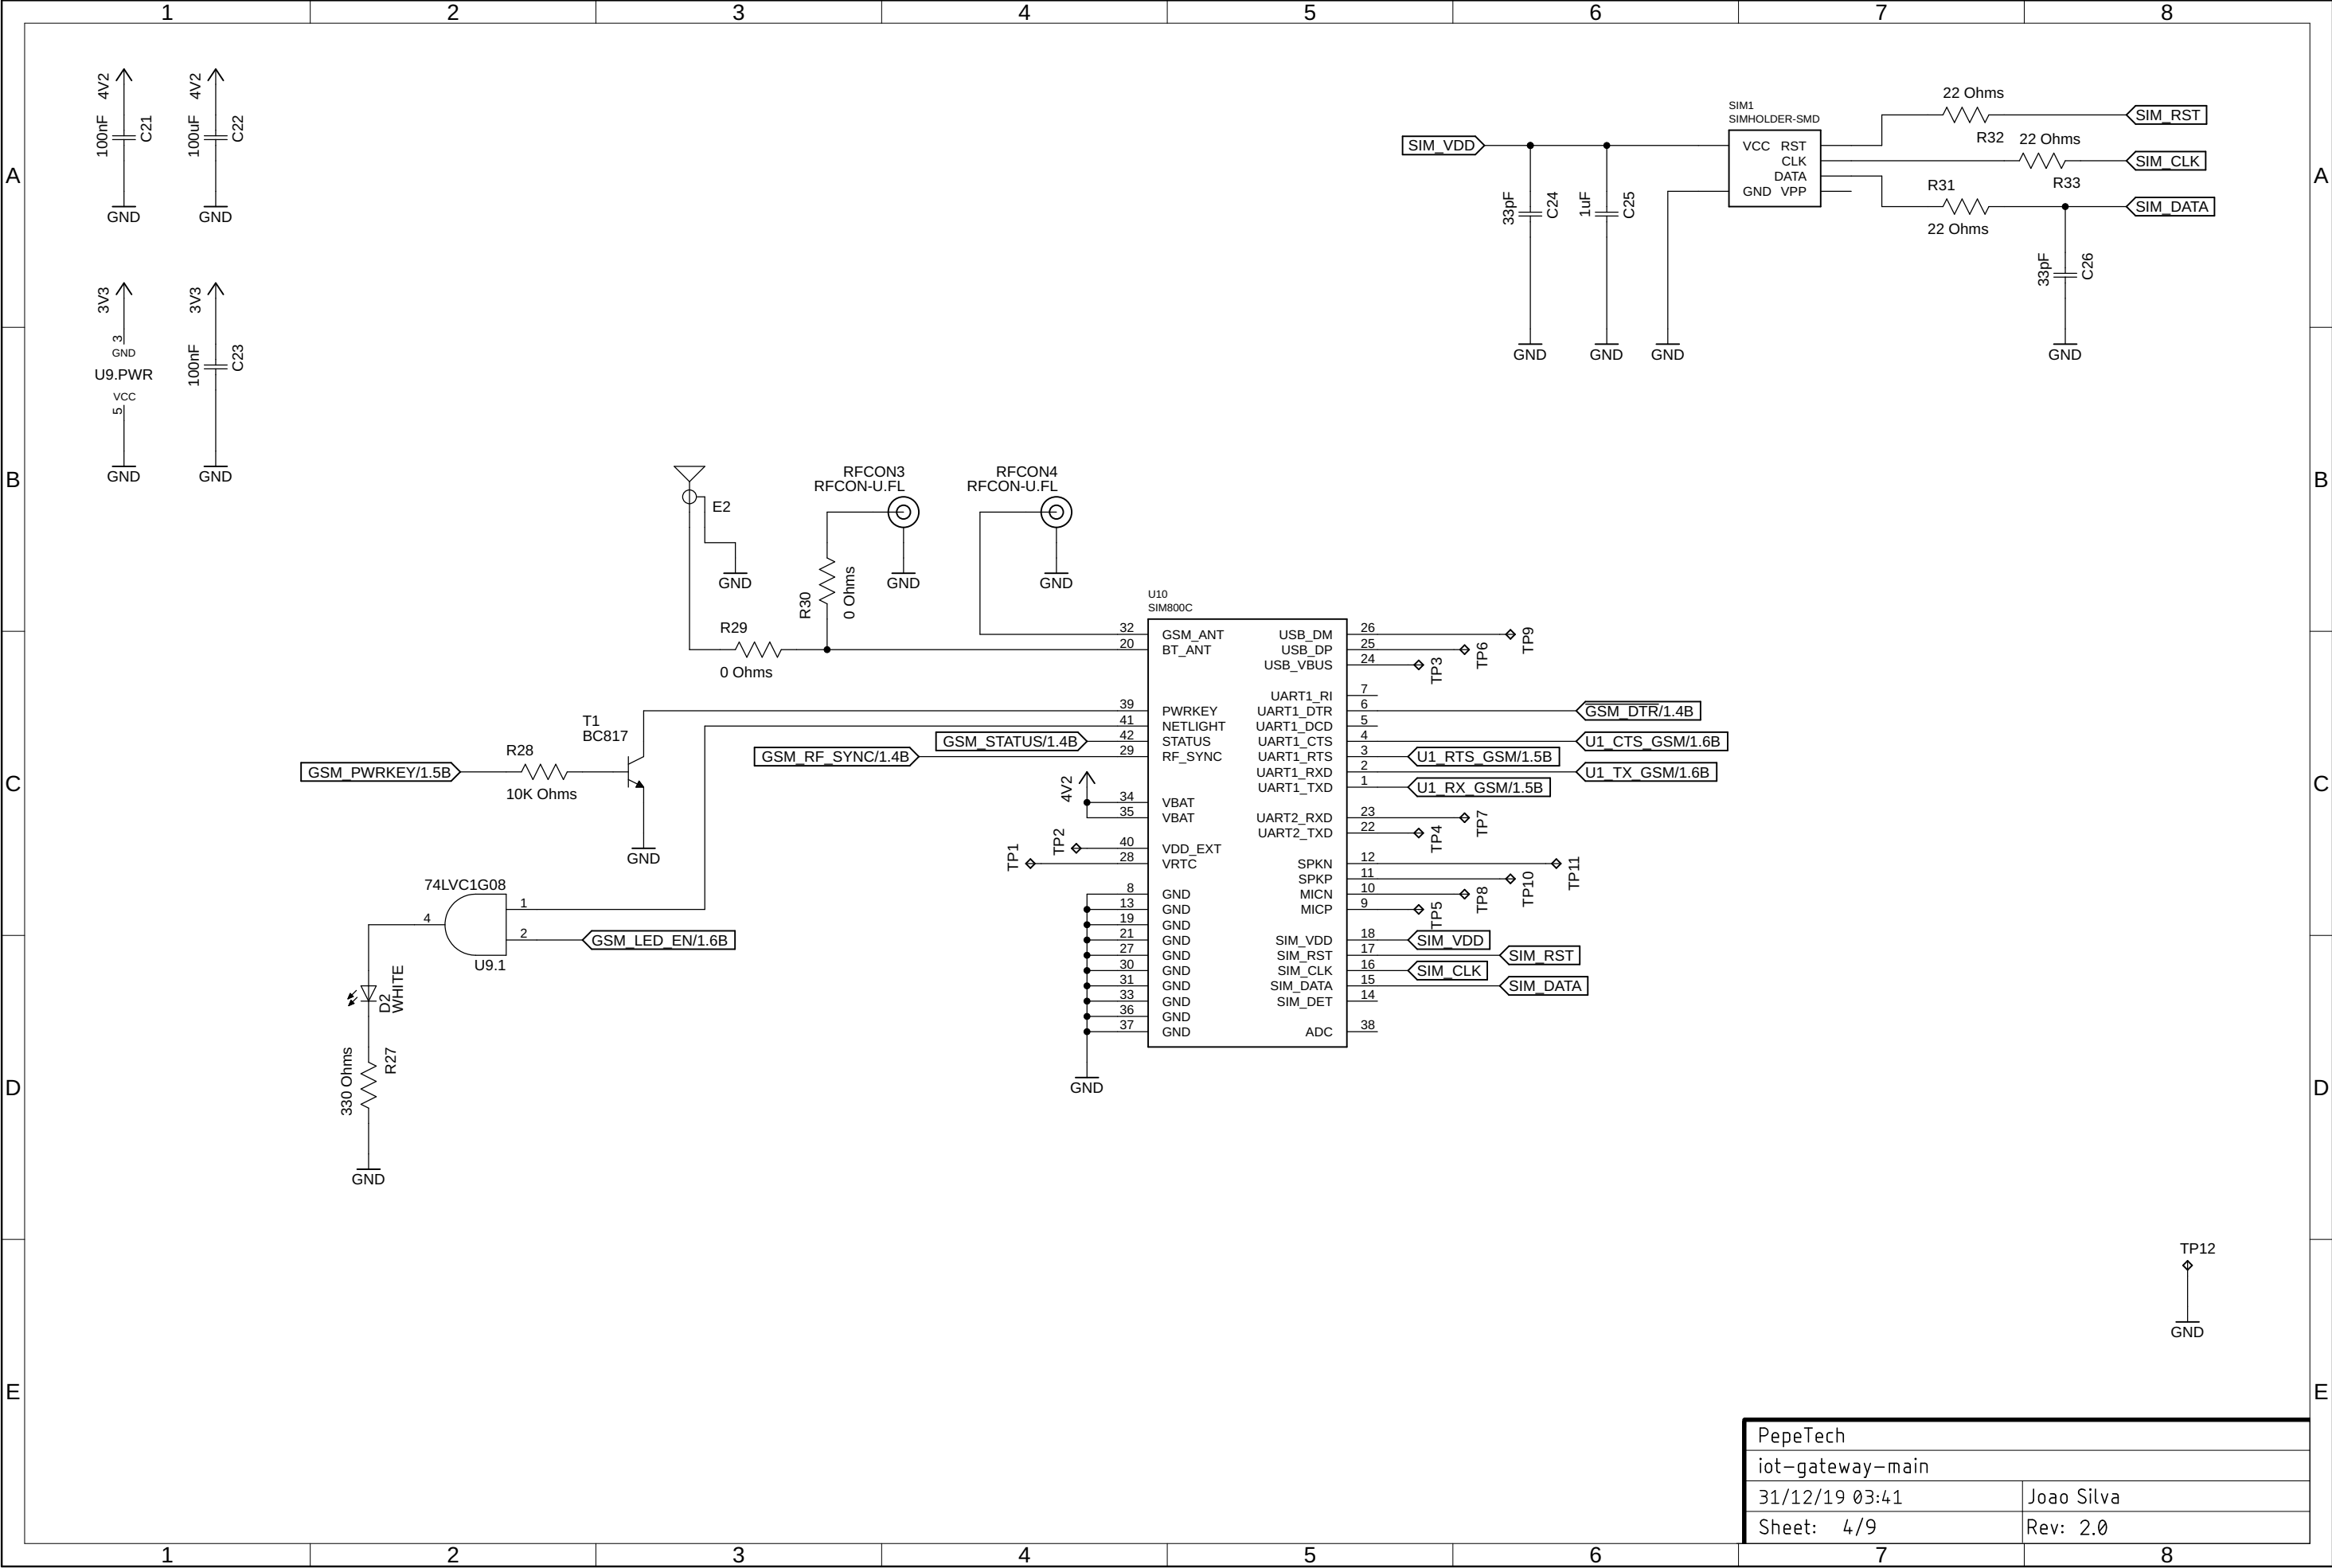 1 2 3 4 5 6 7 8
A
A
B
B
C
C
D
D
E
E
4V2
100nF
C21
GND
4V2
100uF
C22
GND
3V3
3
GND
U9.PWR
VCC
5
GND
3V3
100nF
C23
GND
SIM_VDD
33pF
C24
GND
1uF
C25
GND
GND
SIM1
SIMHOLDER-SMD
VCC RST
CLK
DATA
GND VPP
22 Ohms
R32
SIM_RST
22 Ohms
R33
SIM_CLK
R31
22 Ohms
SIM_DATA
33pF
C26
GND
E2
GND
RFCON3
RFCON-U.FL
GND
R30
0 Ohms
RFCON4
RFCON-U.FL
GND
R29
0 Ohms
T1
BC817
GSM_PWRKEY/1.5B
R28
10K Ohms
GND
GSM_STATUS/1.4B
GSM_RF_SYNC/1.4B
4V2
TP2
TP1
74LVC1G08
4
1
2
U9.1
GSM_LED_EN/1.6B
D2
WHITE
330 Ohms
R27
GND
U10
SIM800C
32 GSM_ANT
20 BT_ANT
39 PWRKEY
41 NETLIGHT
42 STATUS
29 RF_SYNC
34 VBAT
35 VBAT
40 VDD_EXT
28 VRTC
8 GND
13 GND
19 GND
21 GND
27 GND
30 GND
31 GND
33 GND
36 GND
37 GND
GND
USB_DM 26 TP9
USB_DP 25 TP6
USB_VBUS 24 TP3
UART1_RI 7
UART1_DTR 6 GSM_DTR/1.4B
UART1_DCD 5
UART1_CTS 4 U1_CTS_GSM/1.6B
UART1_RTS 3 U1_RTS_GSM/1.5B
UART1_RXD 2 U1_TX_GSM/1.6B
UART1_TXD 1 U1_RX_GSM/1.5B
UART2_RXD 23 TP7
UART2_TXD 22 TP4
SPKN 12 TP11
SPKP 11 TP10
MICN 10 TP8
MICP 9 TP5
SIM_VDD 18 SIM_VDD
SIM_RST 17 SIM_RST
SIM_CLK 16 SIM_CLK
SIM_DATA 15 SIM_DATA
SIM_DET 14
ADC 38
TP12
GND
PepeTech
iot-gateway-main
31/12/19 03:41 Joao Silva
Sheet: 4/9 Rev: 2.0
1 2 3 4 5 6 7 8